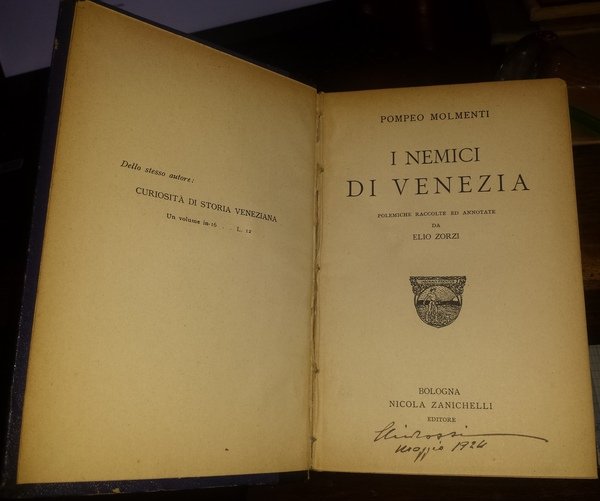 Dello stesso autore:
CURIOSITÀ DI STORIA VENEZIANA
Un volume in-16 . . . L. 12
POMPEO MOLMENTI
I NEMICI
DI VENEZIA
POLEMICHE RACCOLTE ED ANNOTATE
DA
ELIO ZORZI
BOLOGNA
NICOLA ZANICHELLI
EDITORE
Maggio 1924